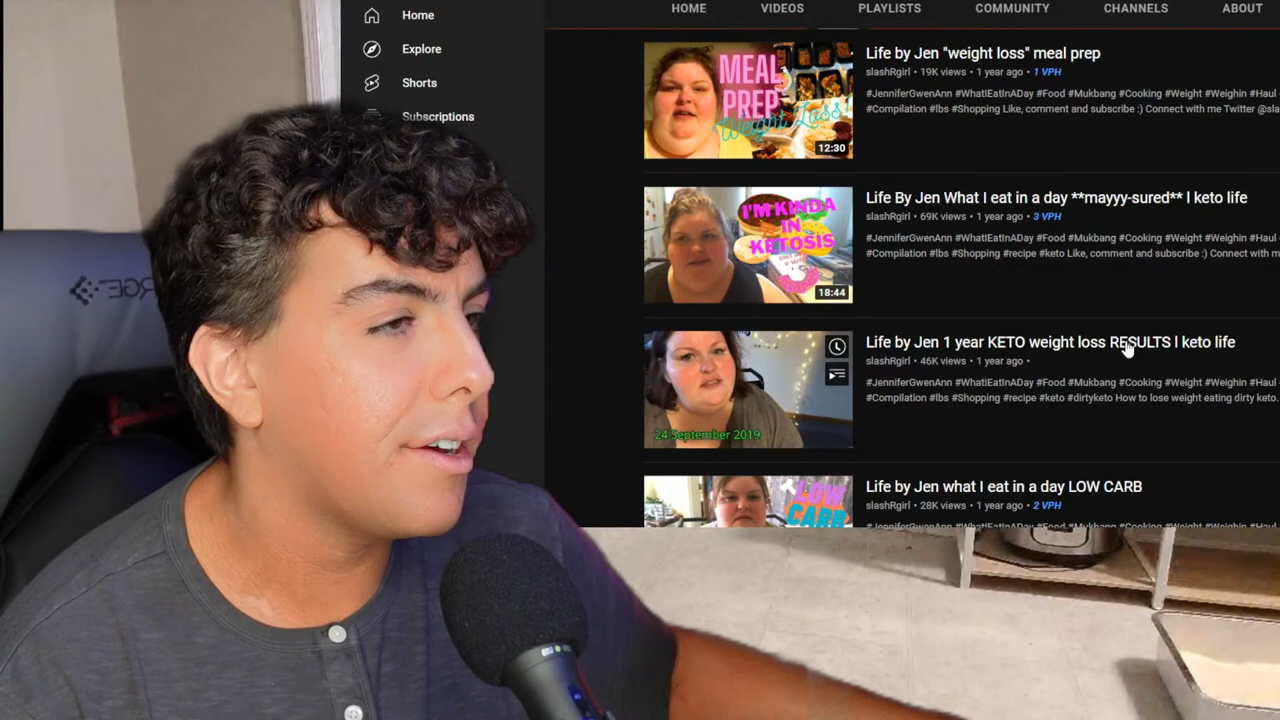 HOME VIDEOS PLAYLISTS COMMUNITY CHANNELS ABOUT
Home
Explore
Shorts
Subscriptions
MEAL
PREP
Weight Loss!
12:30
Life by Jen "weight loss" meal prep
slashRgirl • 19K views • 1 year ago • 1 VPH
#JenniferGwenAnn #WhatIEatInADay #Food #Mukbang #Cooking #Weight #Weighin #Haul
#Compilation #lbs #Shopping Like, comment and subscribe :) Connect with me Twitter @sla
I'M KINDA
IN
KETOSIS
18:44
Life By Jen What I eat in a day **mayyy-sured** l keto life
slashRgirl • 69K views • 1 year ago • 3 VPH
#JenniferGwenAnn #WhatIEatInADay #Food #Mukbang #Cooking #Weight #Weighin #Haul
#Compilation #lbs #Shopping #recipe #keto Like, comment and subscribe :) Connect with m
24 September 2019
Life by Jen 1 year KETO weight loss RESULTS l keto life
slashRgirl • 46K views • 1 year ago •
#JenniferGwenAnn #WhatIEatInADay #Food #Mukbang #Cooking #Weight #Weighin #Haul
#Compilation #lbs #Shopping #recipe #keto #dirtyketo How to lose weight eating dirty keto.
LOW
CARB
Life by Jen what I eat in a day LOW CARB
slashRgirl • 28K views • 1 year ago • 2 VPH
#JenniferGwenAnn #WhatIEatInADay #Food #Mukbang #Cooking #Weight #Weighin #Haul